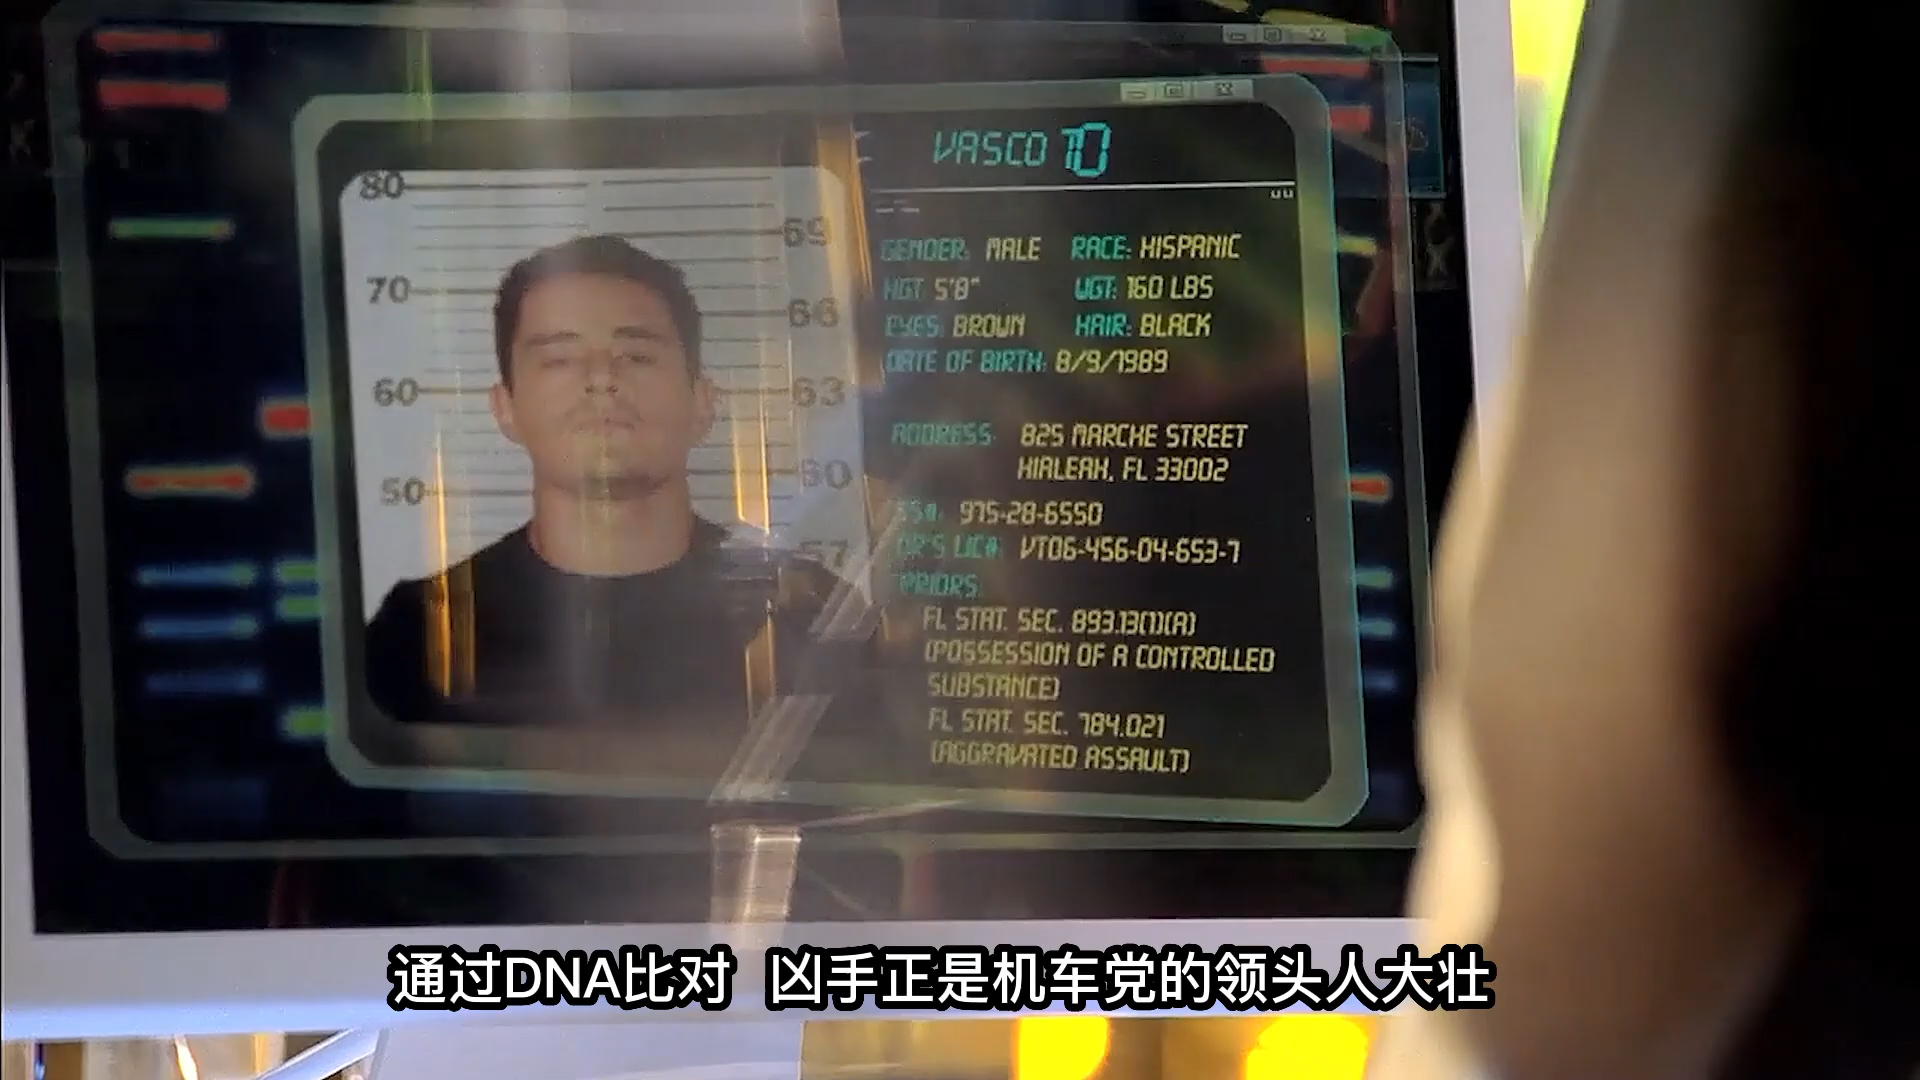 VASCO TO
80
70
60
50
69
66
63
60
57
GENDER: MALE RACE: HISPANIC
HGT 5'8" WGT: 160 LBS
EYES: BROWN HAIR: BLACK
DATE OF BIRTH: 8/9/1989
ADDRESS: 825 MARCHE STREET
HIALEAH, FL 33002
SS#: 975-28-6550
DR'S LIC#: VT06-456-04-653-7
PRIORS:
FL STAT. SEC. 893.13(1)(A)
(POSSESSION OF A CONTROLLED
SUBSTANCE)
FL STAT. SEC. 784.021
(AGGRAVATED ASSAULT)
通过DNA比对 凶手正是机车党的领头人大壮